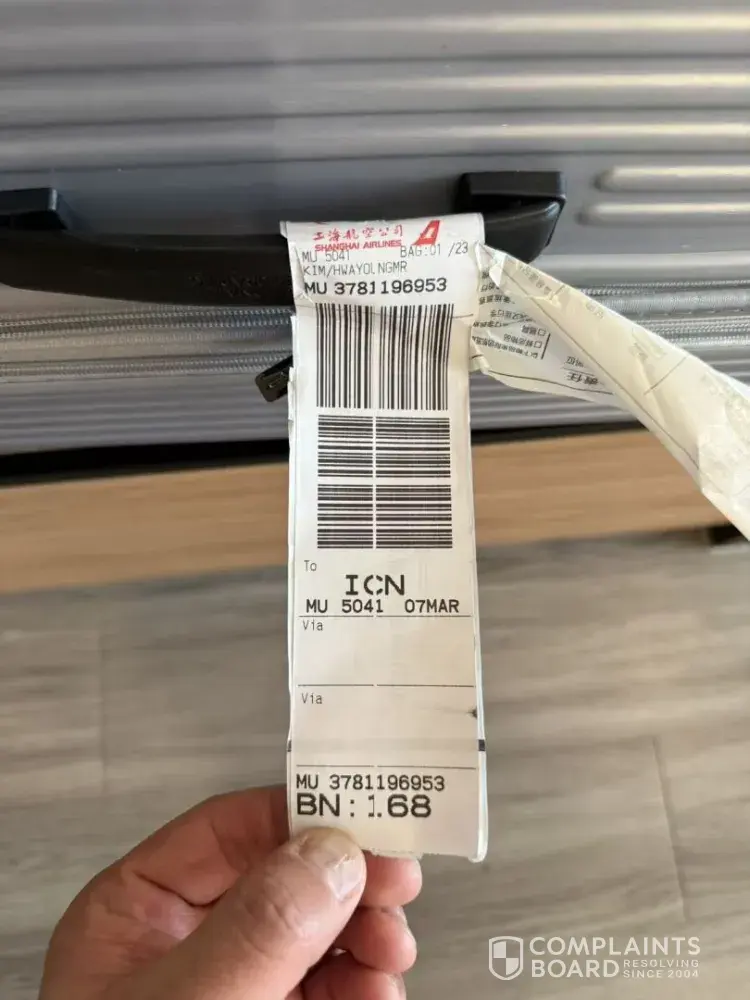 上海航空公司
SHANGHAI AIRLINES
MU 5041 BAG:01 /23
KIM/HWAYOUNGMR
MU 3781196953
To
ICN
MU 5041 07MAR
Via
Via
MU 3781196953
BN:168
COMPLAINTS
BOARD RESOLVING
SINCE 2004